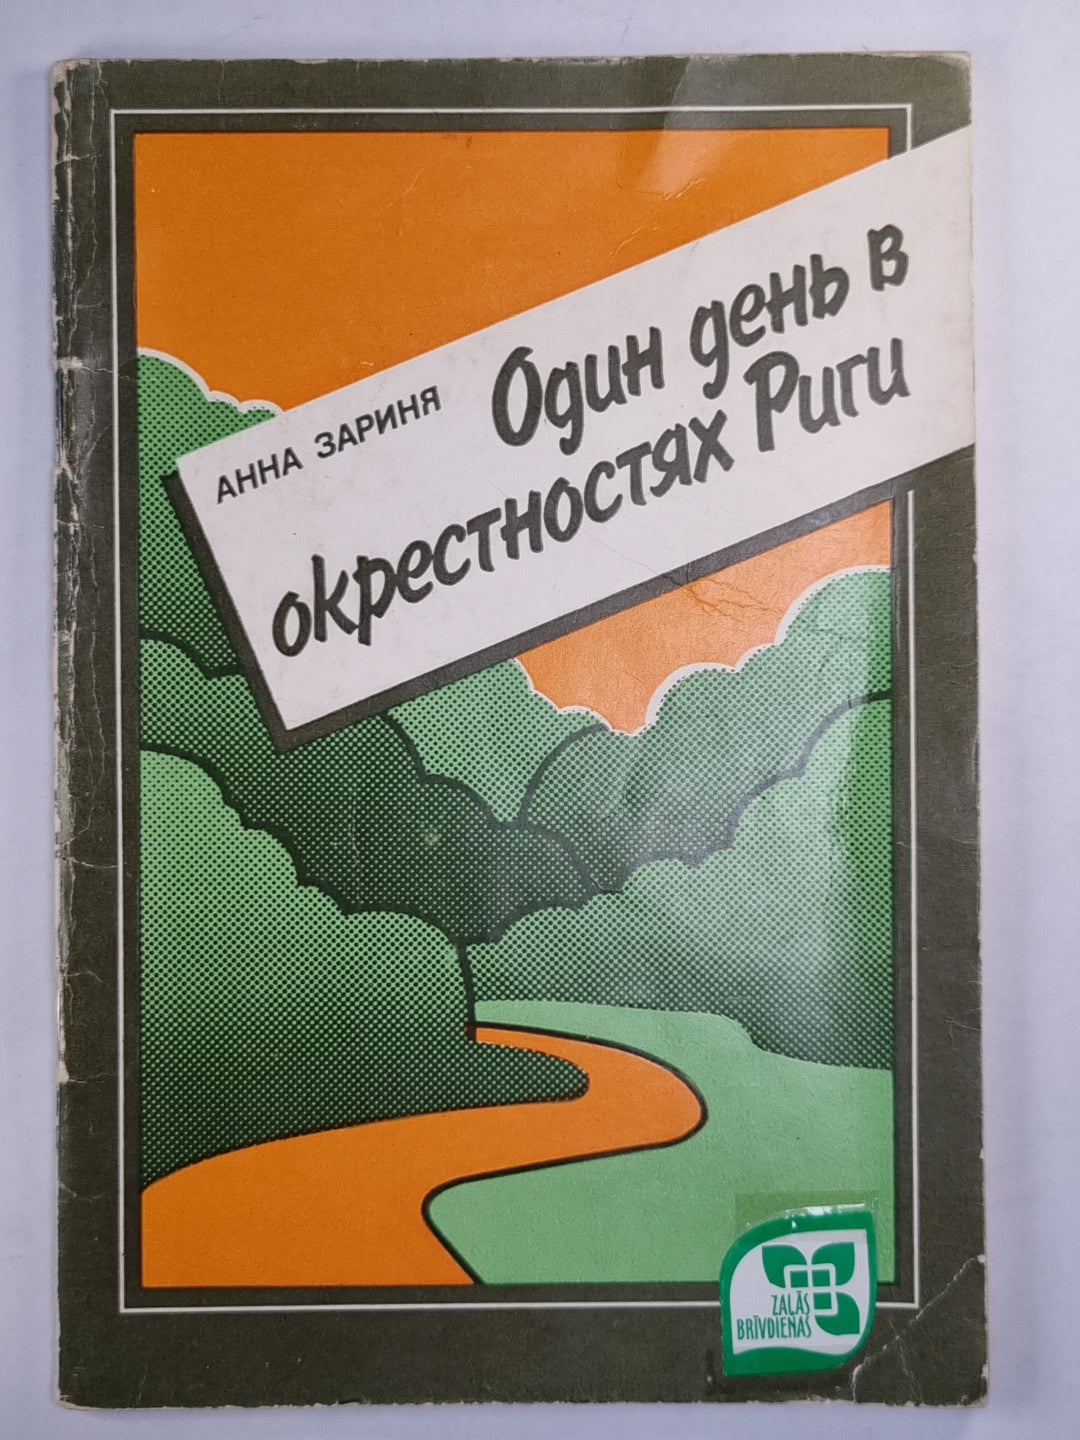 АННА ЗАРИНЯ
Один день в
окрестностях Риги
ZAĻĀS
BRĪVDIENAS